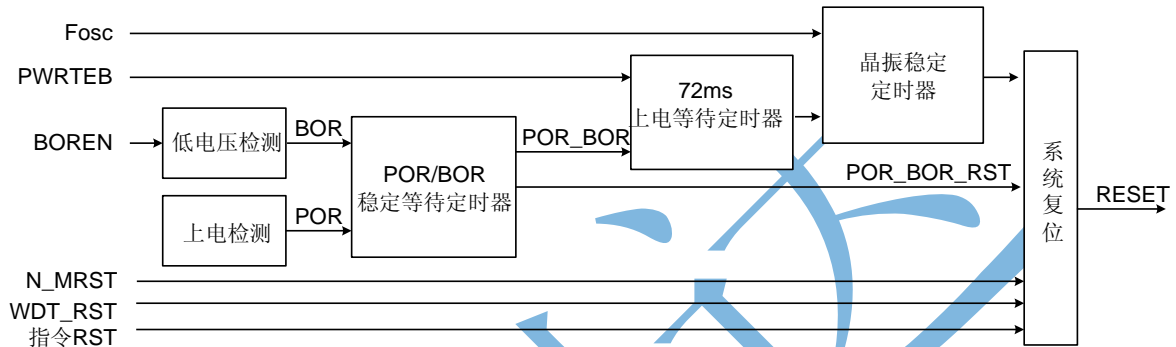 Fosc
PWRTEB
BOREN
低电压检测
BOR
上电检测
POR
POR/BOR
稳定等待定时器
POR_BOR
72ms
上电等待定时器
晶振稳定
定时器
POR_BOR_RST
N_MRST
WDT_RST
指令RST
系统复位
RESET